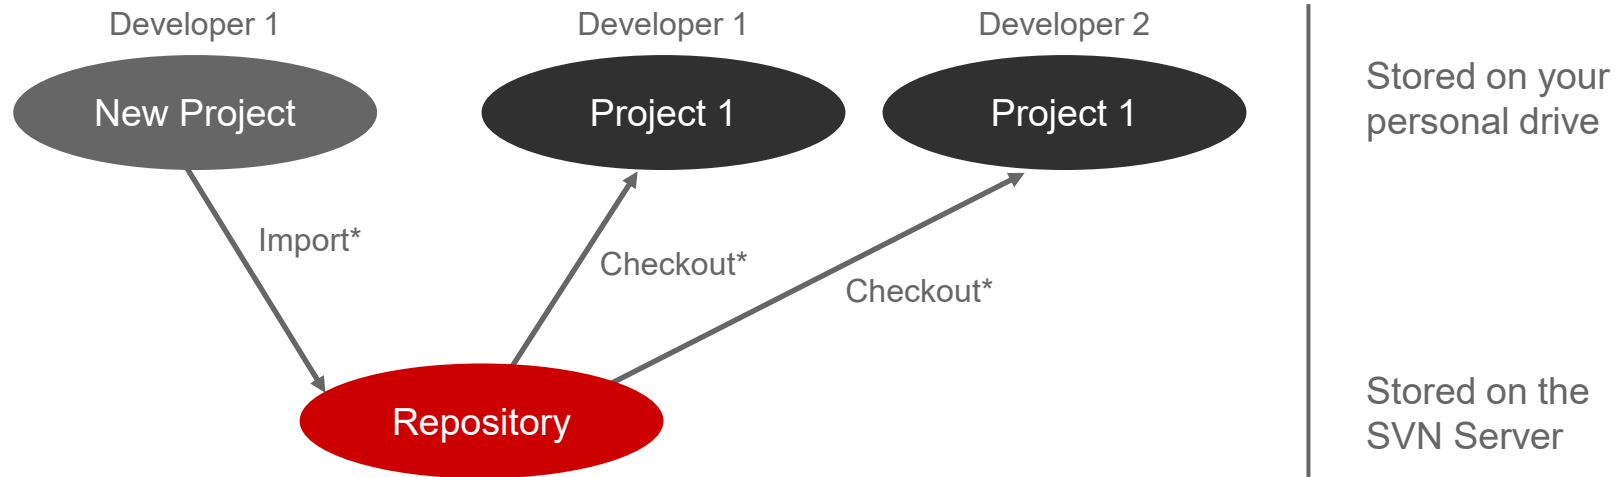 Developer 1
Developer 1
Developer 2
New Project
Project 1
Project 1
Stored on your
personal drive
Import*
Checkout*
Checkout*
Repository
Stored on the
SVN Server